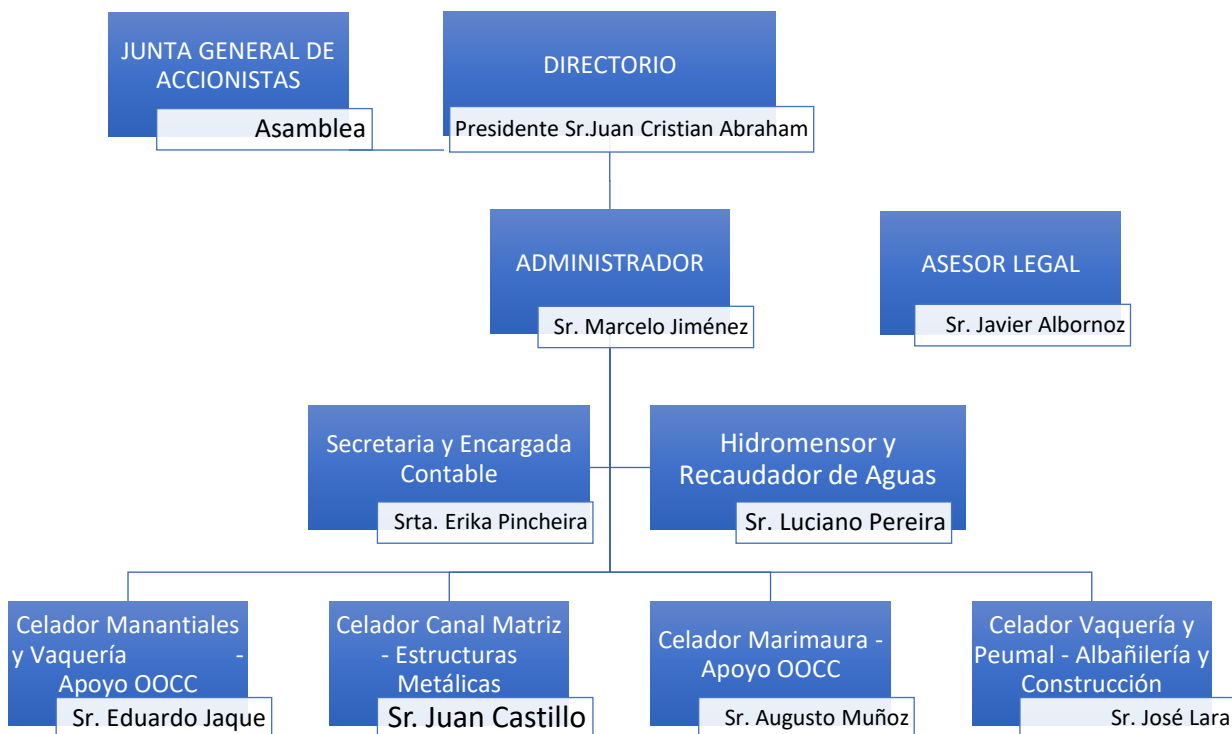 JUNTA GENERAL DE
ACCIONISTAS
Asamblea
DIRECTORIO
Presidente Sr.Juan Cristian Abraham
ADMINISTRADOR
Sr. Marcelo Jiménez
ASESOR LEGAL
Sr. Javier Albornoz
Secretaria y Encargada
Contable
Srta. Erika Pincheira
Hidromensor y
Recaudador de Aguas
Sr. Luciano Pereira
Celador Manantiales
y Vaquería -
Apoyo OOCC
Sr. Eduardo Jaque
Celador Canal Matriz
- Estructuras
Metálicas
Sr. Juan Castillo
Celador Marimaura -
Apoyo OOCC
Sr. Augusto Muñoz
Celador Vaquería y
Peumal - Albañilería y
Construcción
Sr. José Lara